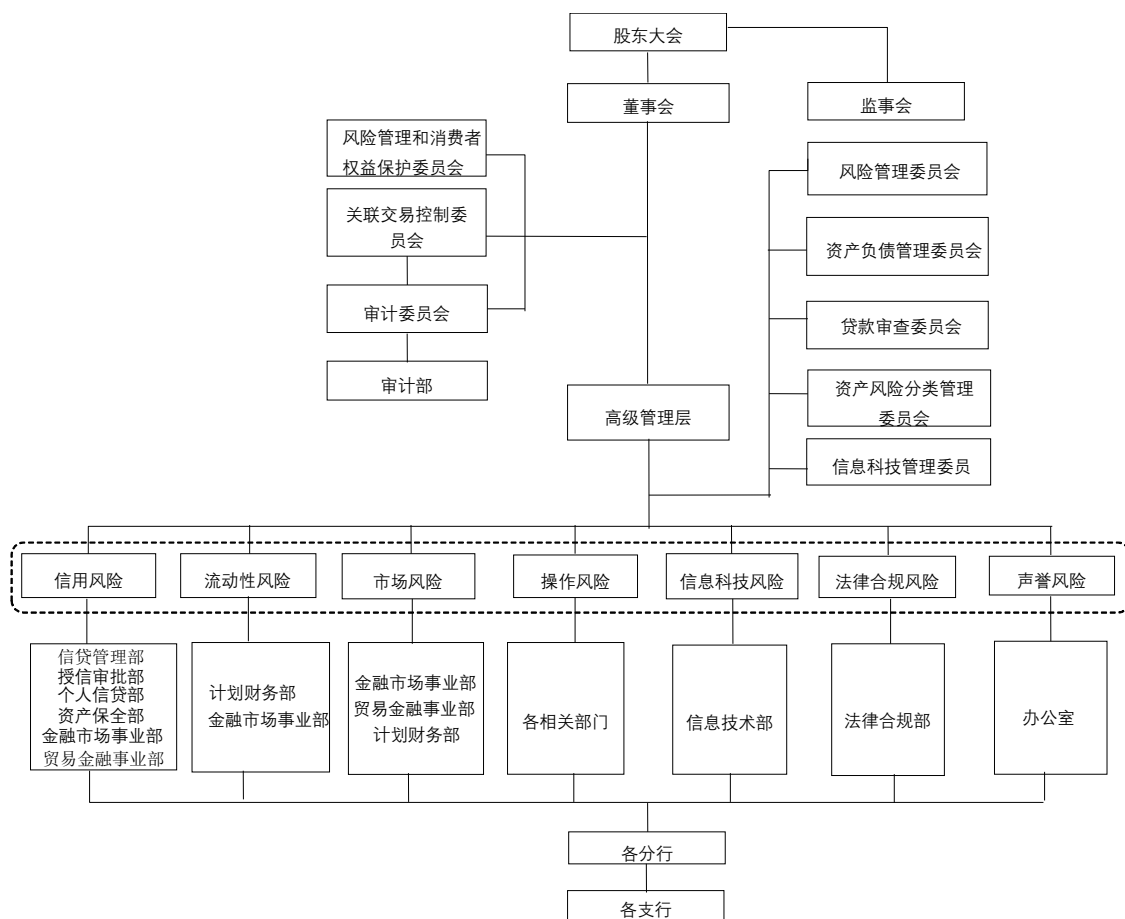 股东大会
董事会
监事会
风险管理和消费者
权益保护委员会
关联交易控制委
员会
审计委员会
审计部
风险管理委员会
资产负债管理委员会
贷款审查委员会
资产风险分类管理
委员会
信息科技管理委员
高级管理层
信用风险
流动性风险
市场风险
操作风险
信息科技风险
法律合规风险
声誉风险
信贷管理部
授信审批部
个人信贷部
资产保全部
金融市场事业部
贸易金融事业部
计划财务部
金融市场事业部
金融市场事业部
贸易金融事业部
计划财务部
各相关部门
信息技术部
法律合规部
办公室
各分行
各支行